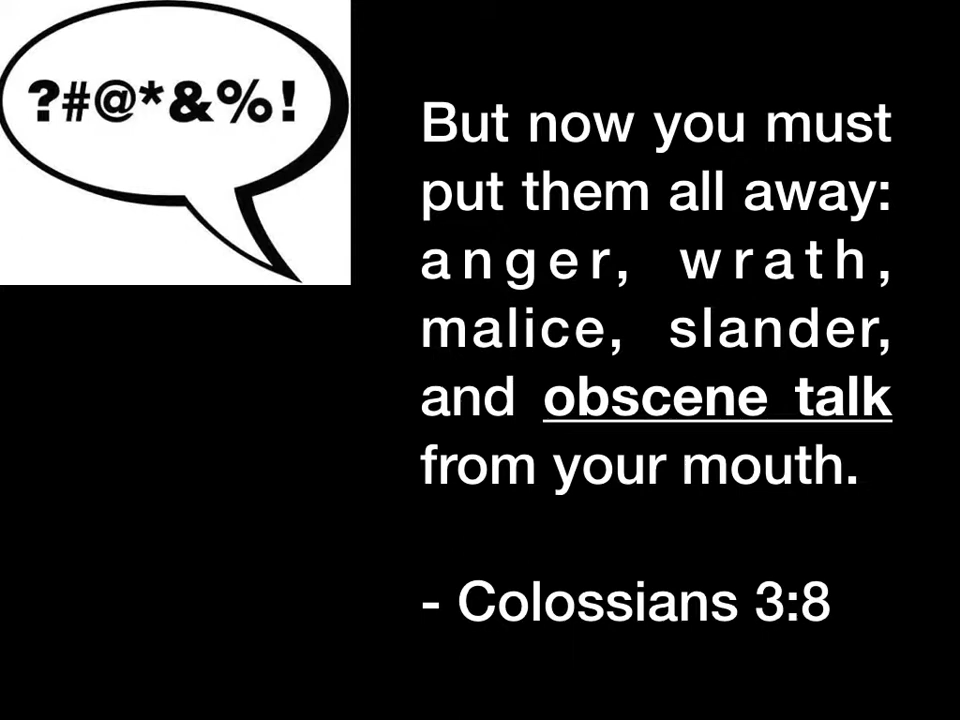 ?#@*&%!
But now you must
put them all away:
anger, wrath,
malice, slander,
and obscene talk
from your mouth.
- Colossians 3:8